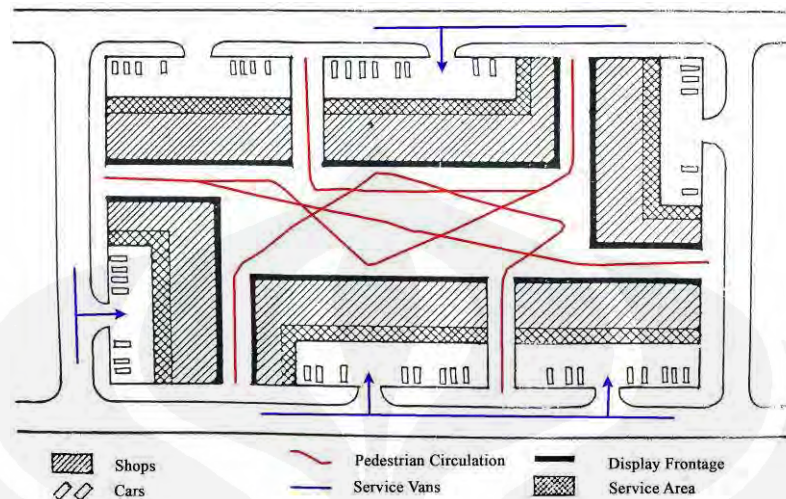 Shops
Pedestrian Circulation
Display Frontage
Cars
Service Vans
Service Area